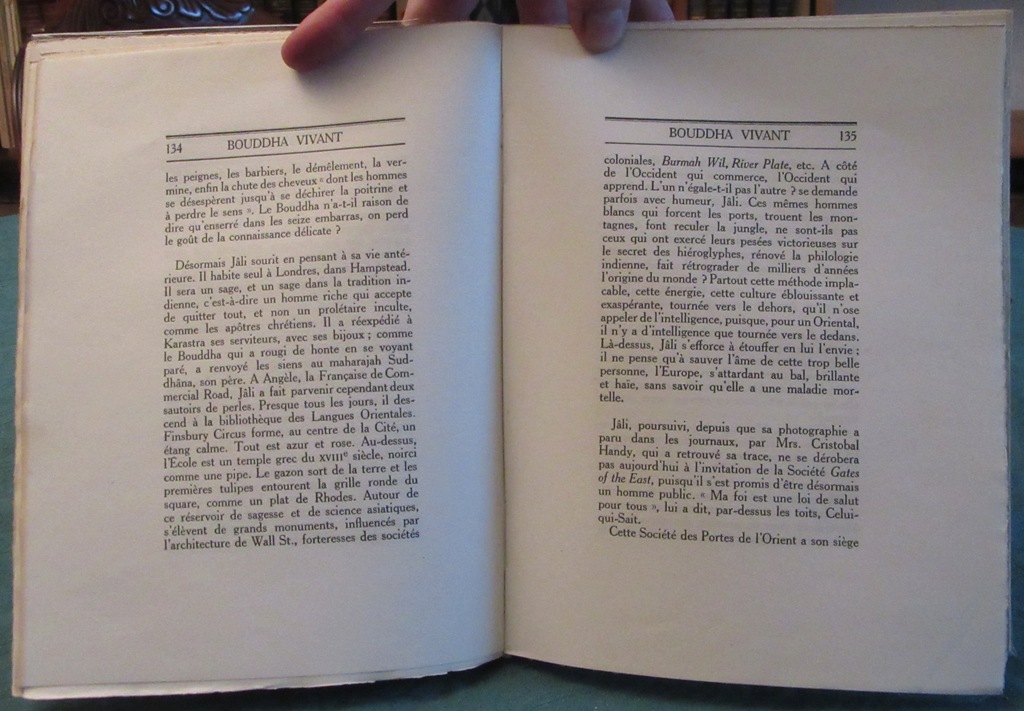 134 BOUDDHA VIVANT
les peignes, les barbiers, le démêlement, la ver-
mine, enfin la chute des cheveux « dont les hommes
se désespèrent jusqu'à se déchirer la poitrine et
à perdre le sens ». Le Bouddha n'a-t-il raison de
dire qu'enserré dans les seize embarras, on perd
le goût de la connaissance délicate ?
Désormais Jâli sourit en pensant à sa vie anté-
rieure. Il habite seul à Londres, dans Hampstead.
Il sera un sage, et un sage dans la tradition in-
dienne, c'est-à-dire un homme riche qui accepte
de quitter tout, et non un prolétaire inculte,
comme les apôtres chrétiens. Il a réexpédié à
Karastra ses serviteurs, avec ses bijoux ; comme
le Bouddha qui a rougi de honte en se voyant
paré, a renvoyé les siens au maharajah Sud-
dhâna, son père. A Angèle, la Française de Com-
mercial Road, Jâli a fait parvenir cependant deux
sautoirs de perles. Presque tous les jours, il des-
cend à la bibliothèque des Langues Orientales.
Finsbury Circus forme, au centre de la Cité, un
étang calme. Tout est azur et rose. Au-dessus,
l'École est un temple grec du XVIIIe siècle, noirci
comme une pipe. Le gazon sort de la terre et les
premières tulipes entourent la grille ronde du
square, comme un plat de Rhodes. Autour de
ce réservoir de sagesse et de science asiatiques,
s'élèvent de grands monuments, influencés par
l'architecture de Wall St., forteresses des sociétés
BOUDDHA VIVANT 135
coloniales, Burmah Wil, River Plate, etc. A côté
de l'Occident qui commerce, l'Occident qui
apprend. L'un n'égale-t-il pas l'autre ? se demande
parfois avec humeur, Jâli. Ces mêmes hommes
blancs qui forcent les ports, trouent les mon-
tagnes, font reculer la jungle, ne sont-ils pas
ceux qui ont exercé leurs pesées victorieuses sur
le secret des hiéroglyphes, rénové la philologie
indienne, fait rétrograder de milliers d'années
l'origine du monde ? Partout cette méthode impla-
cable, cette énergie, cette culture éblouissante et
exaspérante, tournée vers le dehors, qu'il n'ose
appeler de l'intelligence, puisque, pour un Oriental,
il n'y a d'intelligence que tournée vers le dedans.
Là-dessus, Jâli s'efforce à étouffer en lui l'envie ;
il ne pense qu'à sauver l'âme de cette trop belle
personne, l'Europe, s'attardant au bal, brillante
et haie, sans savoir qu'elle a une maladie mor-
telle.
Jâli, poursuivi, depuis que sa photographie a
paru dans les journaux, par Mrs. Cristobal
Handy, qui a retrouvé sa trace, ne se dérobera
pas aujourd'hui à l'invitation de la Société Gates
of the East, puisqu'il s'est promis d'être désormais
un homme public. « Ma foi est une loi de salut
pour tous », lui a dit, par-dessus les toits, Celui-
qui-Sait.
Cette Société des Portes de l'Orient a son siège